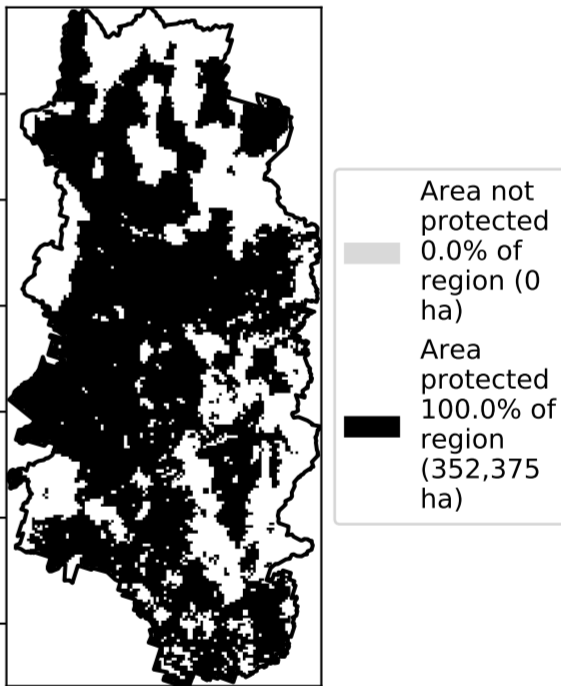 Area not
protected
0.0% of
region (0
ha)
Area
protected
100.0% of
region
(352,375
ha)